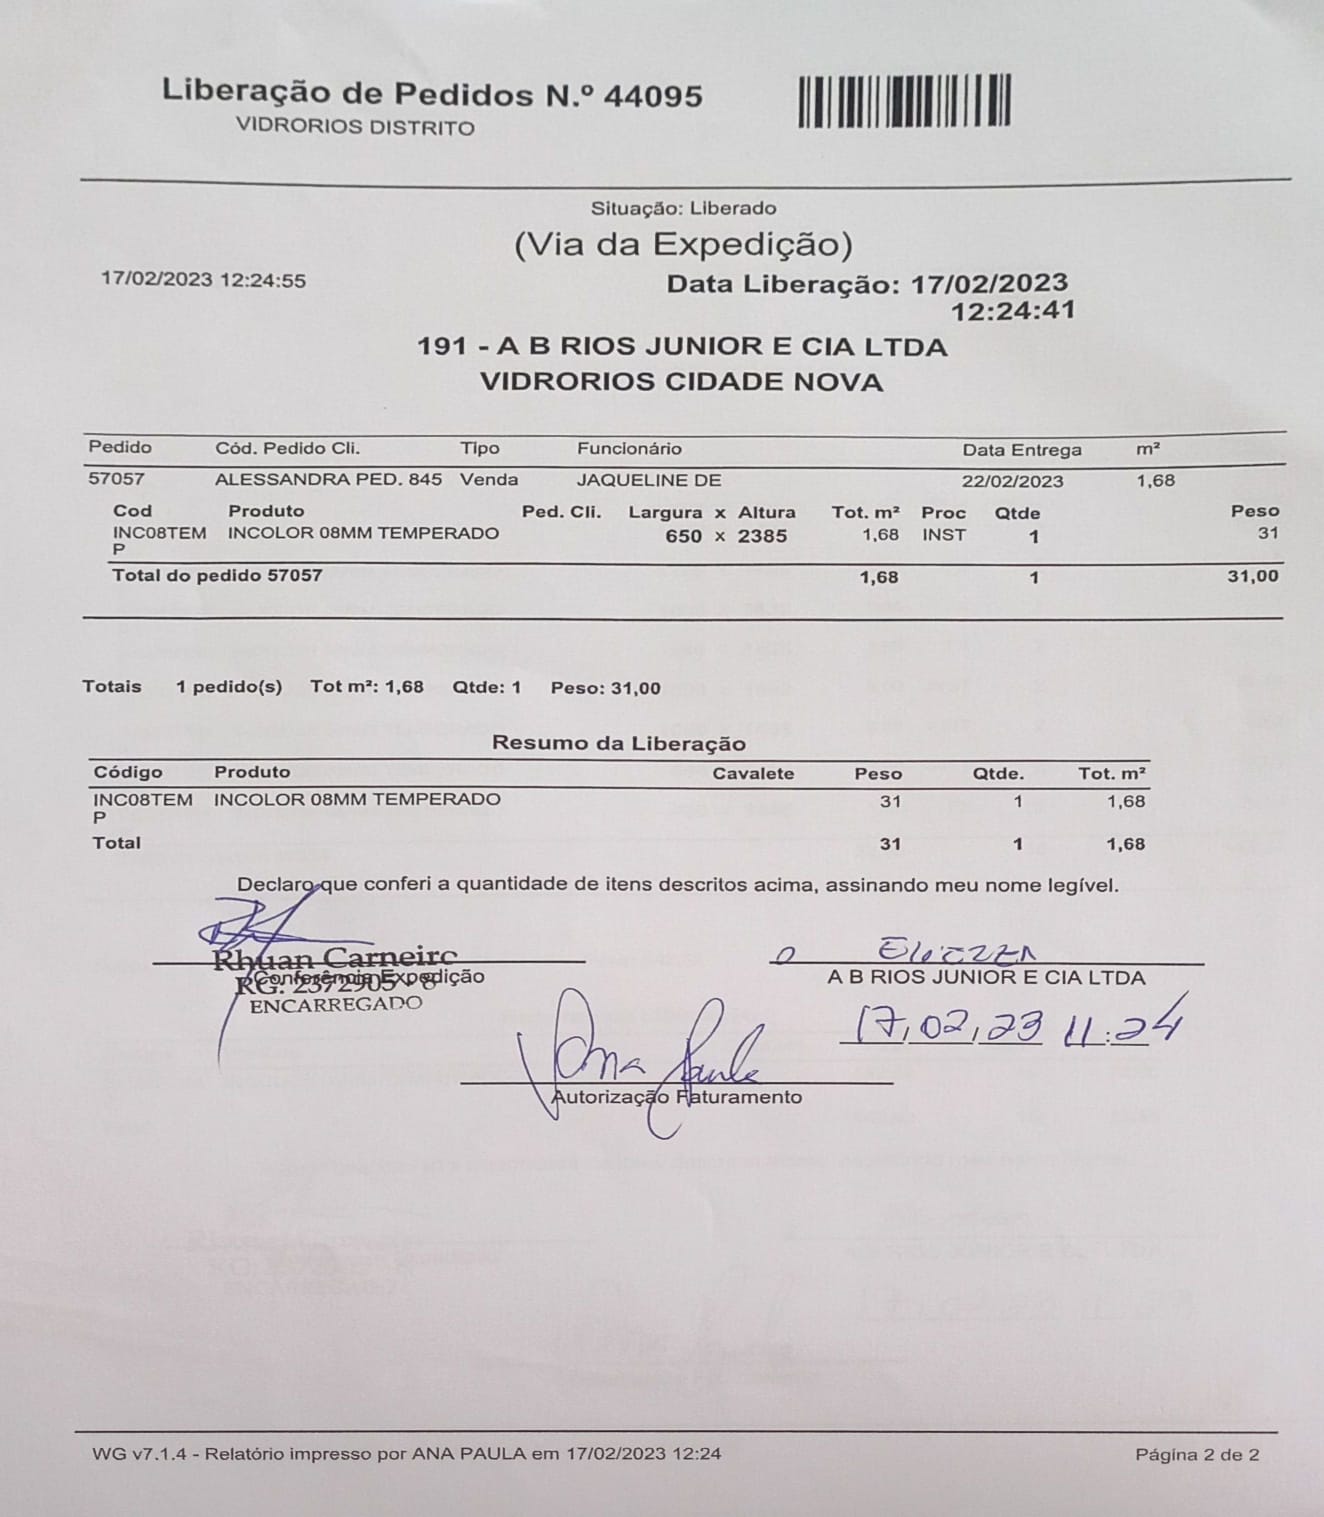 Liberação de Pedidos N.º 44095
VIDRORIOS DISTRITO
Situação: Liberado
(Via da Expedição)
17/02/2023 12:24:55
Data Liberação: 17/02/2023
12:24:41
191 - A B RIOS JUNIOR E CIA LTDA
VIDRORIOS CIDADE NOVA
Pedido Cód. Pedido Cli. Tipo Funcionário Data Entrega m²
57057 ALESSANDRA PED. 845 Venda JAQUELINE DE 22/02/2023 1,68
Cod Produto Ped. Cli. Largura x Altura Tot. m² Proc Qtde Peso
INC08TEM INCOLOR 08MM TEMPERADO 650 x 2385 1,68 INST 1 31
P
Total do pedido 57057 1,68 1 31,00
Totais 1 pedido(s) Tot m²: 1,68 Qtde: 1 Peso: 31,00
Resumo da Liberação
Código Produto Cavalete Peso Qtde. Tot. m²
INC08TEM INCOLOR 08MM TEMPERADO 31 1 1,68
P
Total 31 1 1,68
Declaro que conferi a quantidade de itens descritos acima, assinando meu nome legível.
Rhuan Carneiro
Conferência Expedição
RG: 2372905 - 8
ENCARREGADO
ELIEZER
A B RIOS JUNIOR E CIA LTDA
17,02,23 11:24
Ana Paula
Autorização Faturamento
WG v7.1.4 - Relatório impresso por ANA PAULA em 17/02/2023 12:24
Página 2 de 2